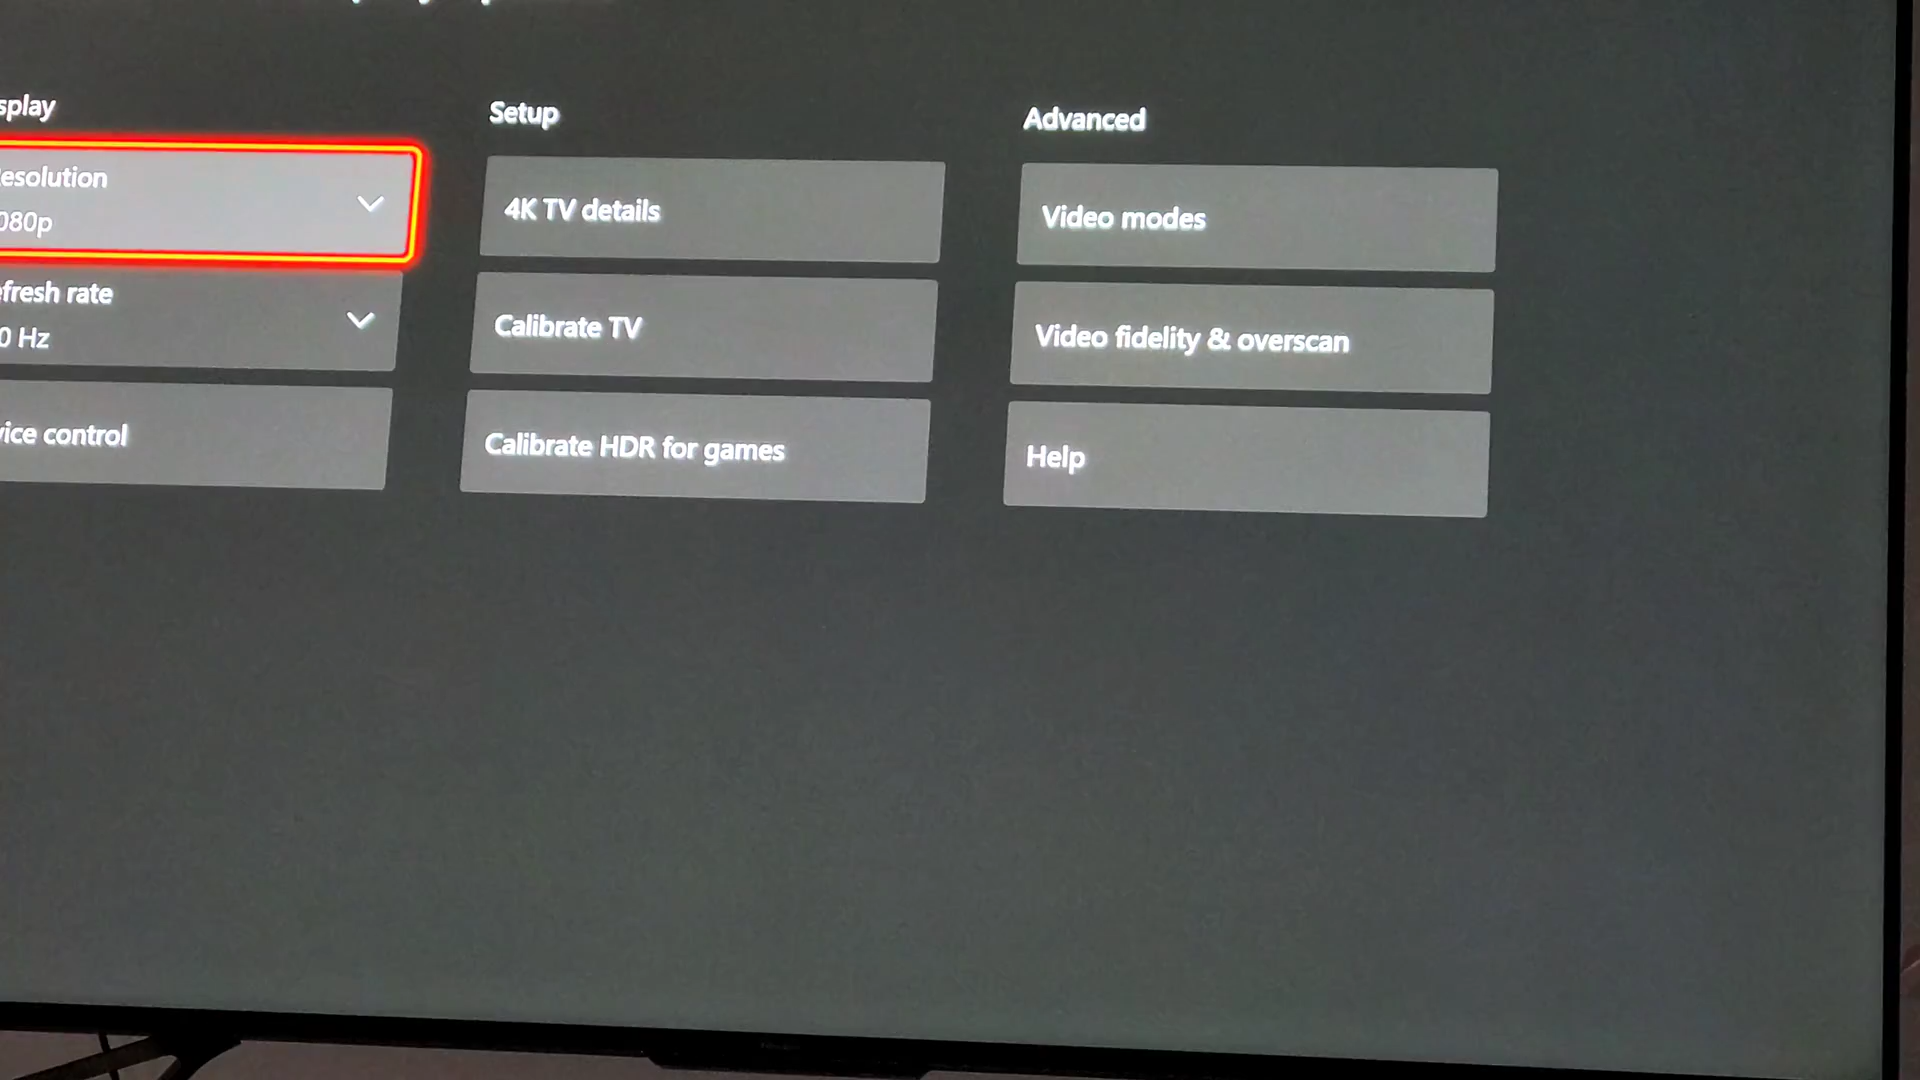 splay
Setup
Advanced
esolution
080p
4K TV details
Video modes
fresh rate
0 Hz
Calibrate TV
Video fidelity & overscan
vice control
Calibrate HDR for games
Help